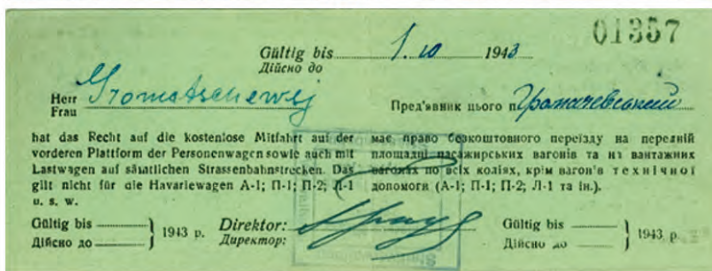 01357
Gültig bis 1. 10 1943
Дійсно до
Herr Gromatschewskj
Frau
Пред'явник цього п. Громачевський
hat das Recht auf die kostenlose Mitfahrt auf der
vorderen Plattform der Personenwagen sowie auch mit
Lastwagen auf sämtlichen Strassenbahnstrecken. Das
gilt nicht für die Havariewagen А-1; П-1; П-2; Л-1
u. s. w.
має право безкоштовного переїзду на передній
площадці пасажирських вагонів та на вантажних
вагонах по всіх коліях, крім вагонів технічної
допомоги (А-1; П-1; П-2; Л-1 та ін.).
Gültig bis
Дійсно до
1943 р.
Direktor:
Директор:
Gültig bis
Дійсно до
1943 р.